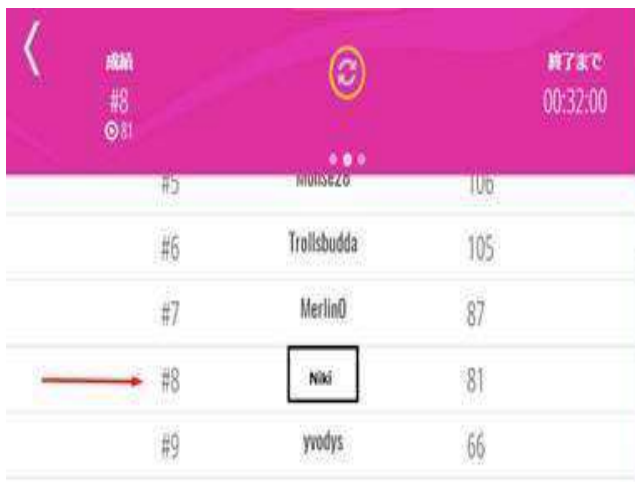 成績
#8
81
終了まで
00:32:00
#5 106
#6 Trollsbudda 105
#7 Merlin0 87
#8 Niki 81
#9 yvodys 66